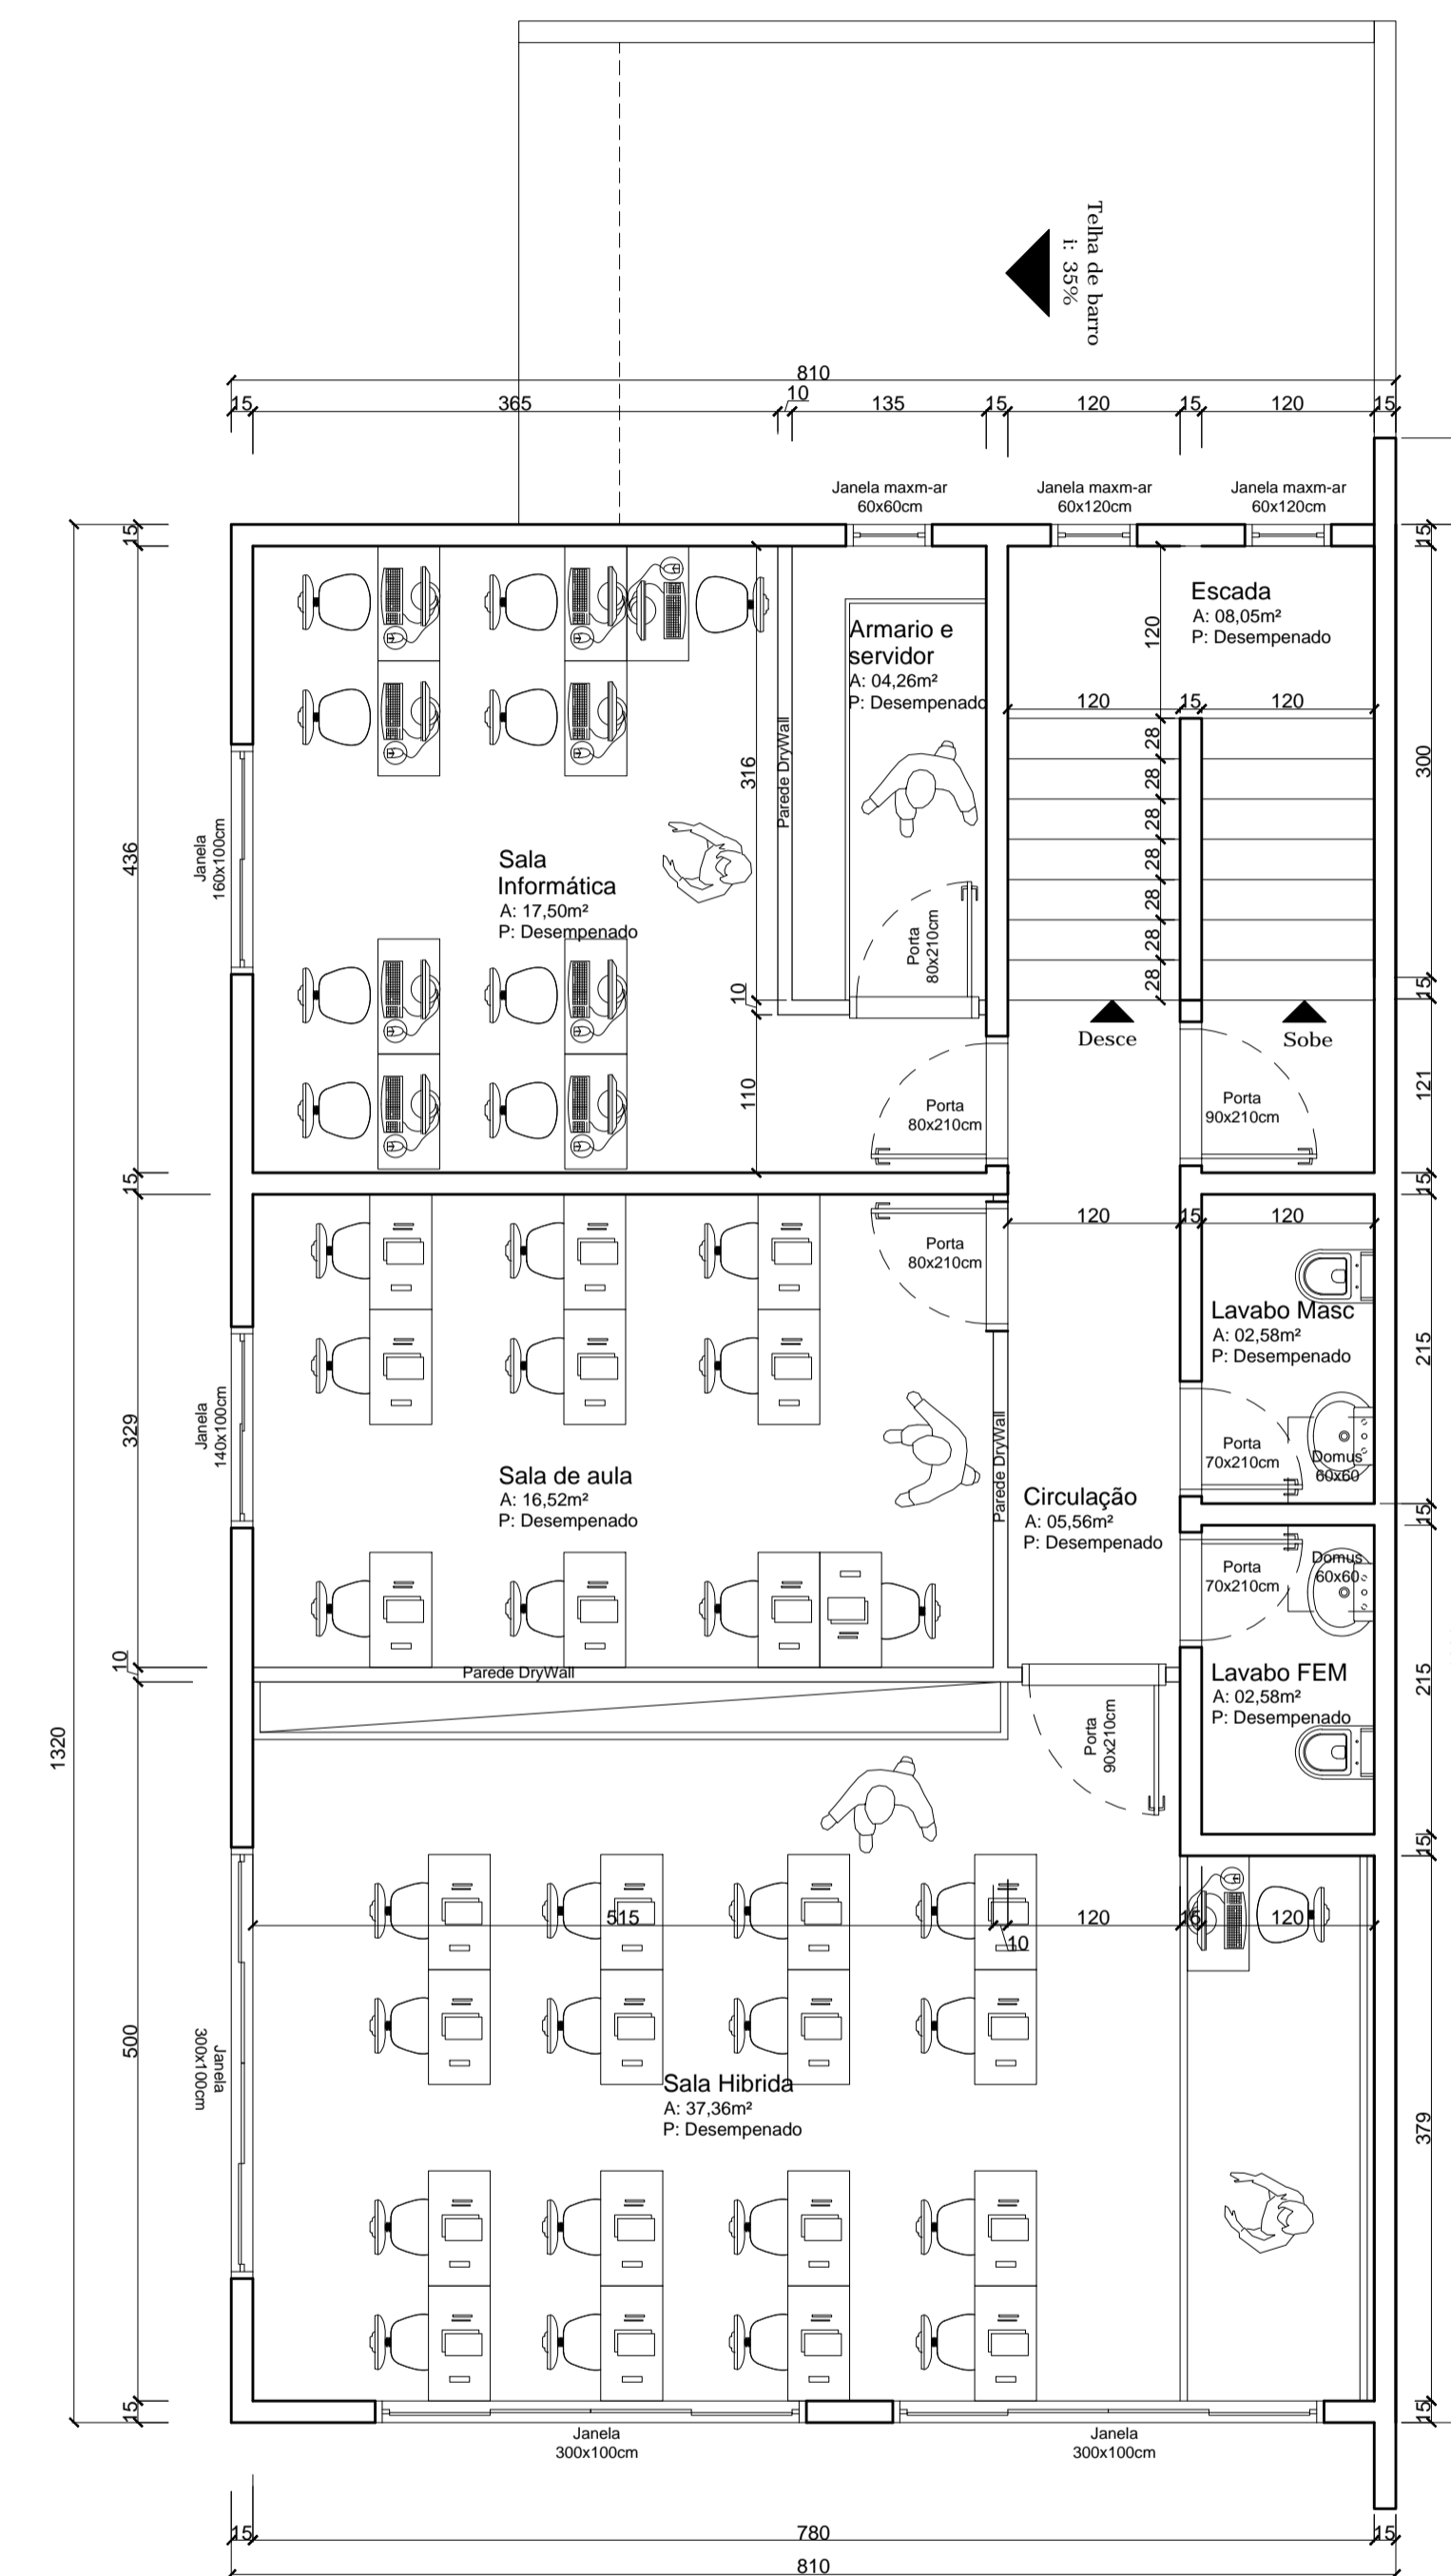 Telha de barro
i: 35%
810
15
365
10
135
15
120
15
120
15
Janela maxm-ar
60x60cm
Janela maxm-ar
60x120cm
Janela maxm-ar
60x120cm
15
15
Escada
A: 08,05m²
P: Desempenado
Armario e
servidor
A: 04,26m²
P: Desempenado
120
120
15
120
28
28
28
28
28
28
28
300
316
Parede DryWall
436
Janela
160x100cm
Sala
Informática
A: 17,50m²
P: Desempenado
Porta
80x210cm
10
15
Desce
Sobe
110
121
Porta
80x210cm
Porta
90x210cm
15
15
120
15
120
Porta
80x210cm
Lavabo Masc
A: 02,58m²
P: Desempenado
215
329
Janela
140x100cm
Parede DryWall
Porta
70x210cm
Domus
60x60
Sala de aula
A: 16,52m²
P: Desempenado
Circulação
A: 05,56m²
P: Desempenado
15
Porta
70x210cm
Domus
60x60
10
Parede DryWall
Lavabo FEM
A: 02,58m²
P: Desempenado
215
Porta
90x210cm
1320
15
515
10
120
15
120
500
Janela
300x100cm
Sala Hibrida
A: 37,36m²
P: Desempenado
379
15
15
Janela
300x100cm
Janela
300x100cm
15
780
15
810